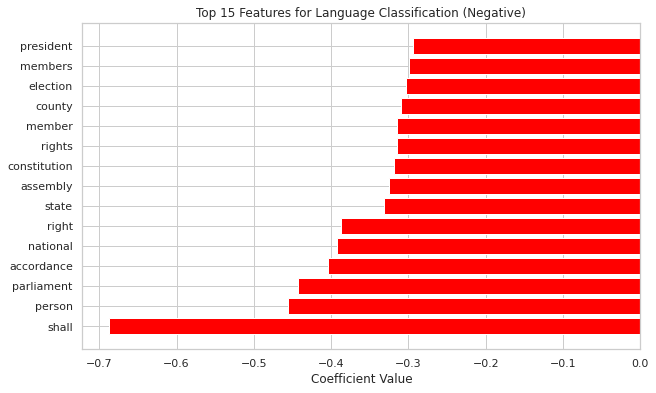 Top 15 Features for Language Classification (Negative)
president
members
election
county
member
rights
constitution
assembly
state
right
national
accordance
parliament
person
shall
−0.7 −0.6 −0.5 −0.4 −0.3 −0.2 −0.1 0.0
Coefficient Value